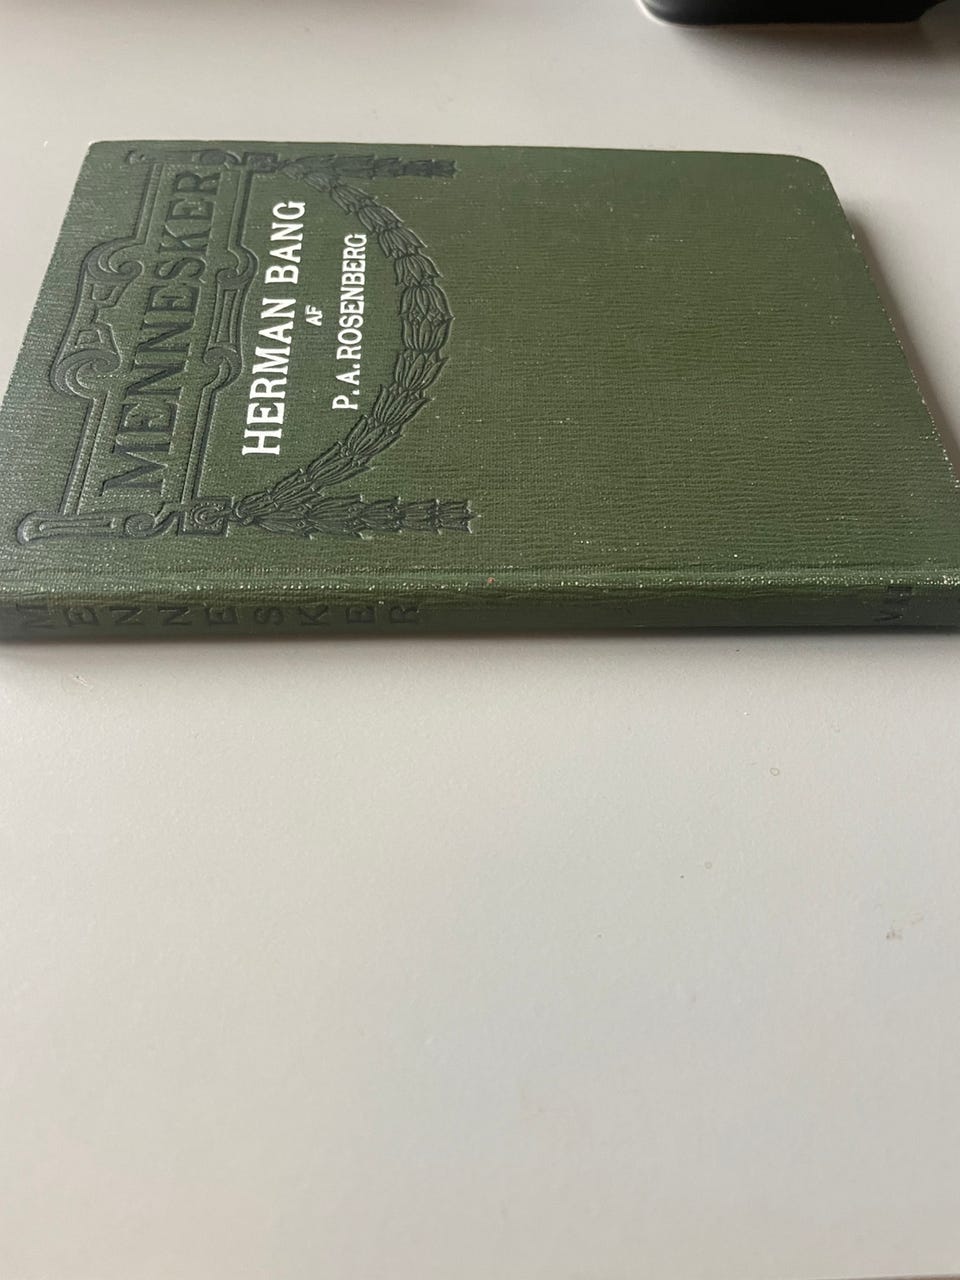 MENNESKER
HERMAN BANG
AF
P. A. ROSENBERG
MENNESKER